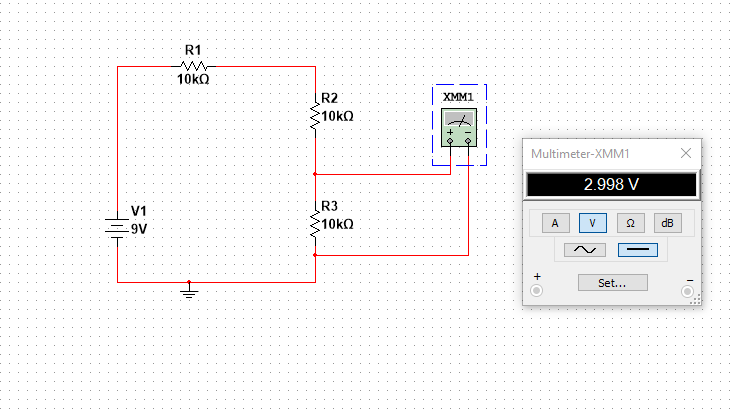 R1
10kΩ
R2
10kΩ
XMM1
+ −
R3
10kΩ
V1
9V
Multimeter-XMM1
2.998 V
A V Ω dB
+ −
Set...